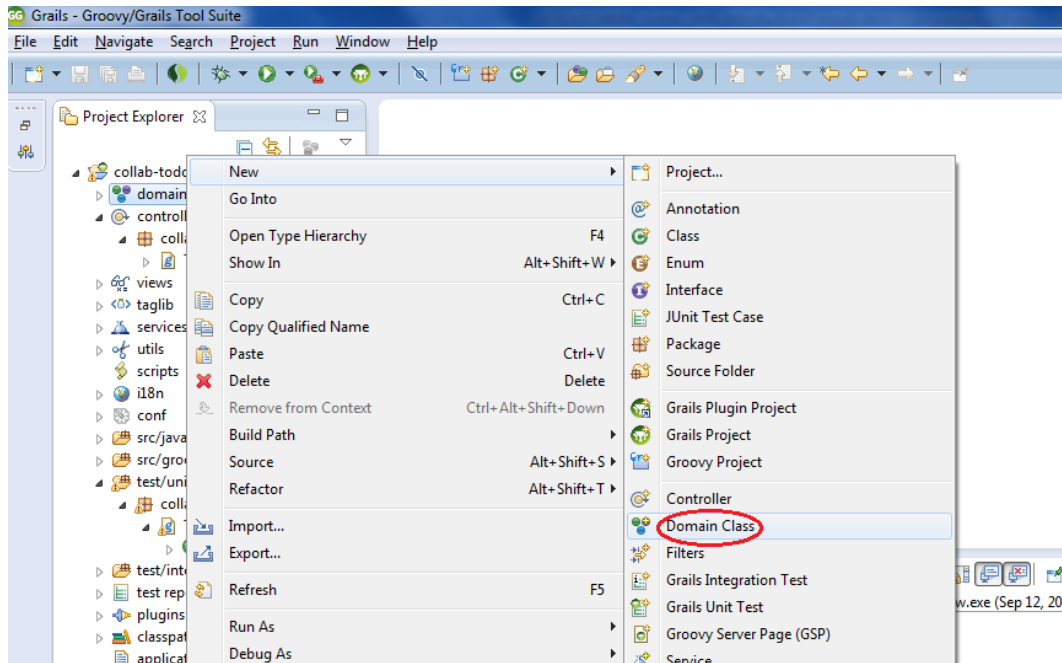 Grails - Groovy/Grails Tool Suite
File Edit Navigate Search Project Run Window Help
Project Explorer
collab-todo
domain
controll
coll
views
taglib
services
utils
scripts
i18n
conf
src/java
src/groo
test/uni
coll
test/inte
test rep
plugins
classpat
applicat
New
Go Into
Open Type Hierarchy F4
Show In Alt+Shift+W
Copy Ctrl+C
Copy Qualified Name
Paste Ctrl+V
Delete Delete
Remove from Context Ctrl+Alt+Shift+Down
Build Path
Source Alt+Shift+S
Refactor Alt+Shift+T
Import...
Export...
Refresh F5
Run As
Debug As
Project...
Annotation
Class
Enum
Interface
JUnit Test Case
Package
Source Folder
Grails Plugin Project
Grails Project
Groovy Project
Controller
Domain Class
Filters
Grails Integration Test
Grails Unit Test
Groovy Server Page (GSP)
Service
w.exe (Sep 12, 20